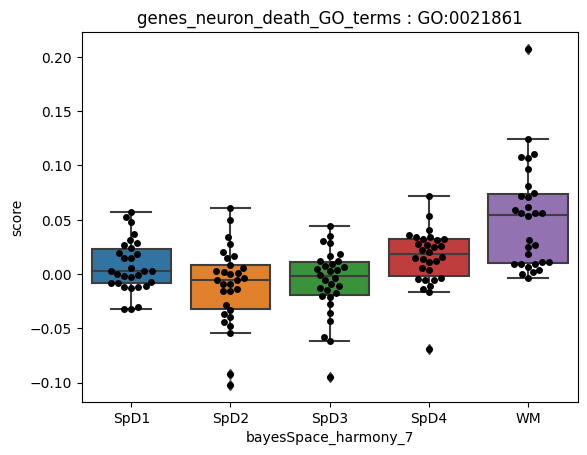 genes_neuron_death_GO_terms : GO:0021861
score
0.20
0.15
0.10
0.05
0.00
−0.05
−0.10
SpD1 SpD2 SpD3 SpD4 WM
bayesSpace_harmony_7